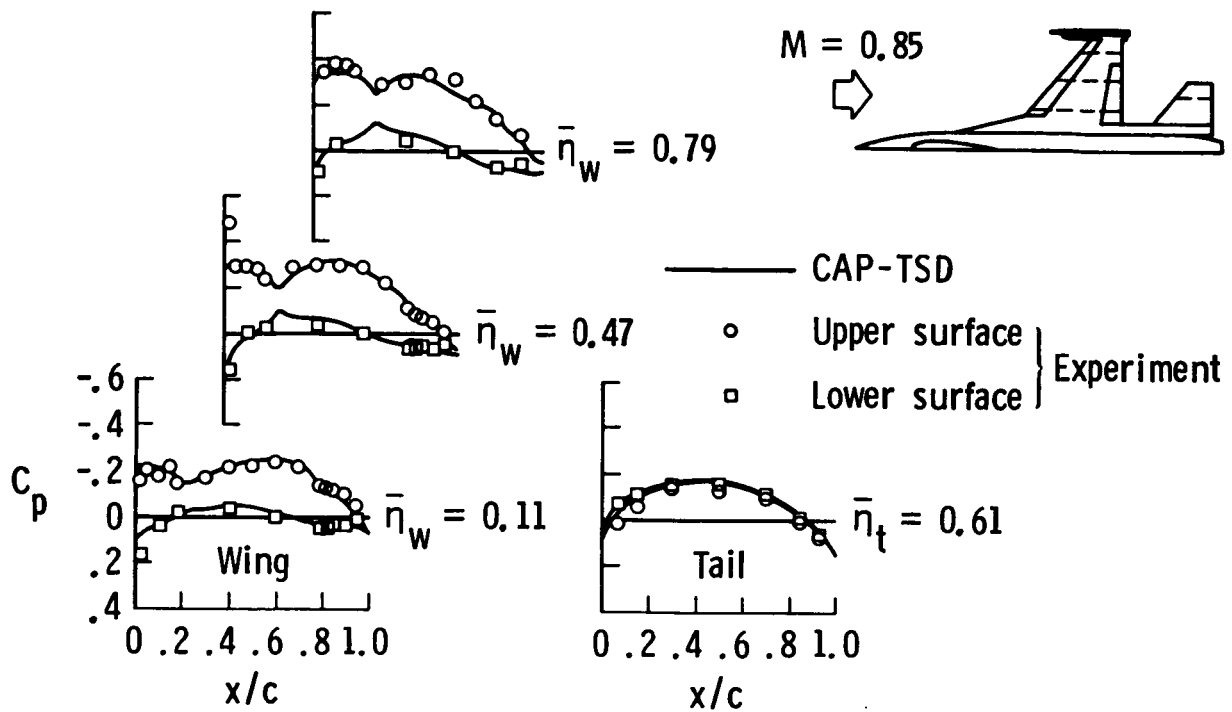 M = 0.85
η̄w = 0.79
CAP-TSD
Upper surface
Lower surface
Experiment
η̄w = 0.47
-.6
-.4
-.2
0
.2
.4
Cp
η̄w = 0.11
Wing
0 .2 .4 .6 .8 1.0
x/c
η̄t = 0.61
Tail
0 .2 .4 .6 .8 1.0
x/c